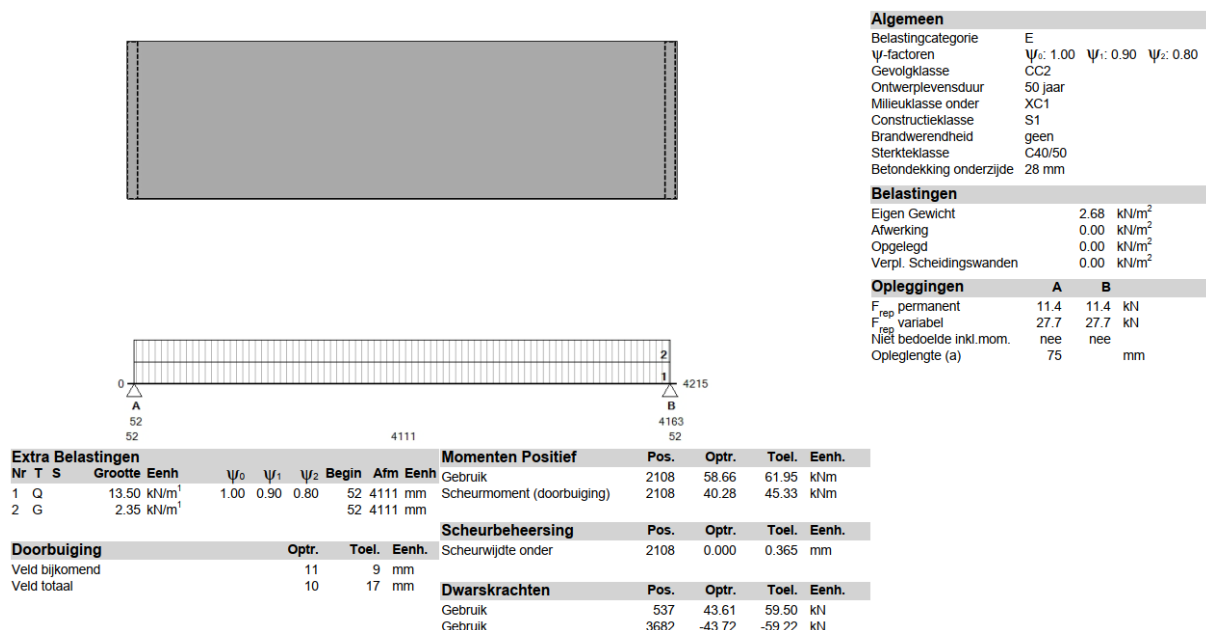 Algemeen
Belastingcategorie E
Ψ-factoren Ψ₀: 1.00 Ψ₁: 0.90 Ψ₂: 0.80
Gevolgklasse CC2
Ontwerplevensduur 50 jaar
Milieuklasse onder XC1
Constructieklasse S1
Brandwerendheid geen
Sterkteklasse C40/50
Betondekking onderzijde 28 mm
Belastingen
Eigen Gewicht 2.68 kN/m²
Afwerking 0.00 kN/m²
Opgelegd 0.00 kN/m²
Verpl. Scheidingswanden 0.00 kN/m²
Opleggingen A B
F rep permanent 11.4 11.4 kN
F rep variabel 27.7 27.7 kN
Niet bedoelde inkl.mom. nee nee
Opleglengte (a) 75 mm
2
1
0 4215
A B
52 4163
52 4111 52
Extra Belastingen
Nr T S Grootte Eenh Ψ₀ Ψ₁ Ψ₂ Begin Afm Eenh
1 Q 13.50 kN/m¹ 1.00 0.90 0.80 52 4111 mm
2 G 2.35 kN/m¹ 52 4111 mm
Doorbuiging Optr. Toel. Eenh.
Veld bijkomend 11 9 mm
Veld totaal 10 17 mm
Momenten Positief Pos. Optr. Toel. Eenh.
Gebruik 2108 58.66 61.95 kNm
Scheurmoment (doorbuiging) 2108 40.28 45.33 kNm
Scheurbeheersing Pos. Optr. Toel. Eenh.
Scheurwijdte onder 2108 0.000 0.365 mm
Dwarskrachten Pos. Optr. Toel. Eenh.
Gebruik 537 43.61 59.50 kN
Gebruik 3682 -43.72 -59.22 kN